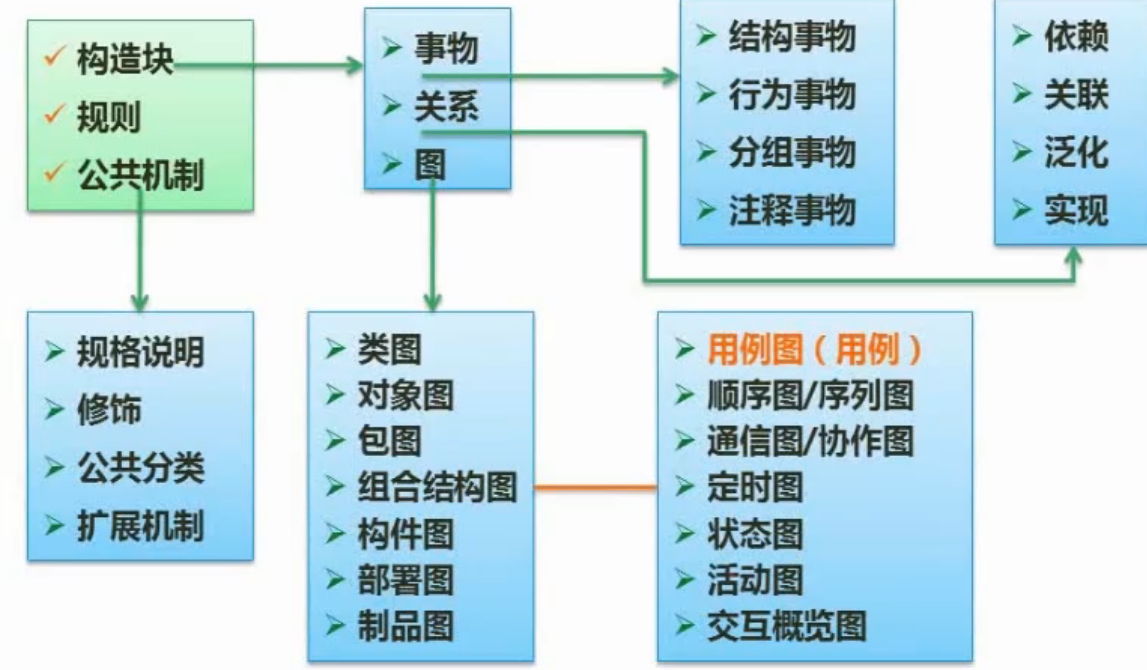 构造块
规则
公共机制
事物
关系
图
结构事物
行为事物
分组事物
注释事物
依赖
关联
泛化
实现
规格说明
修饰
公共分类
扩展机制
类图
对象图
包图
组合结构图
构件图
部署图
制品图
用例图（用例）
顺序图/序列图
通信图/协作图
定时图
状态图
活动图
交互概览图